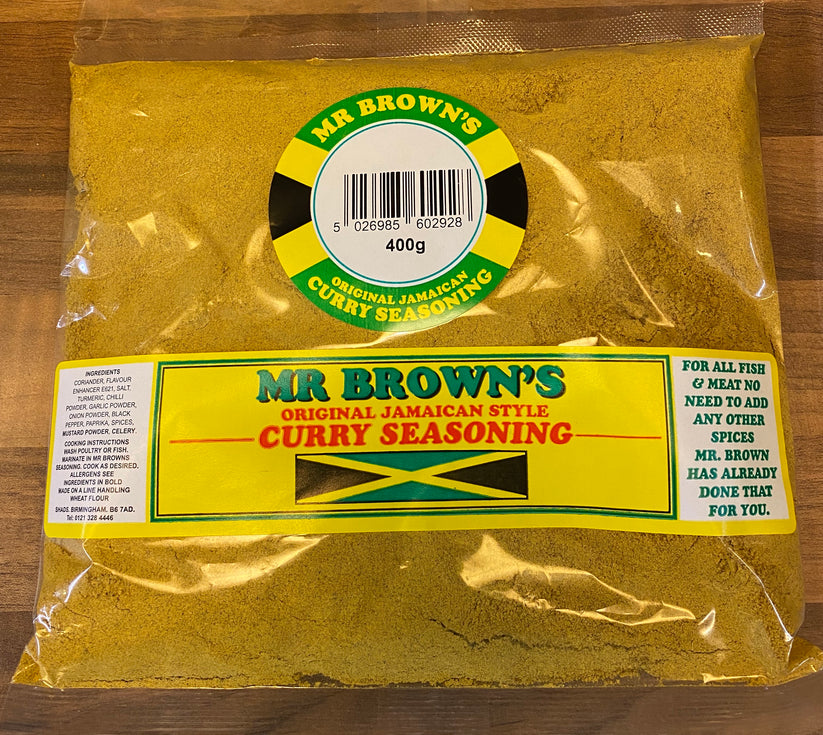 MR BROWN'S
5 026985 602928
400g
ORIGINAL JAMAICAN
CURRY SEASONING
INGREDIENTS
CORIANDER, FLAVOUR
ENHANCER E621, SALT,
TURMERIC, CHILLI
POWDER, GARLIC POWDER,
ONION POWDER, BLACK
PEPPER, PAPRIKA, SPICES,
MUSTARD POWDER, CELERY.
COOKING INSTRUCTIONS
WASH POULTRY OR FISH.
MARINATE IN MR BROWNS
SEASONING. COOK AS DESIRED.
ALLERGENS SEE
INGREDIENTS IN BOLD
MADE ON A LINE HANDLING
WHEAT FLOUR
SHADS. BIRMINGHAM. B6 7AD.
Tel: 0121 328 4446
MR BROWN'S
ORIGINAL JAMAICAN STYLE
CURRY SEASONING
FOR ALL FISH
& MEAT NO
NEED TO ADD
ANY OTHER
SPICES
MR. BROWN
HAS ALREADY
DONE THAT
FOR YOU.